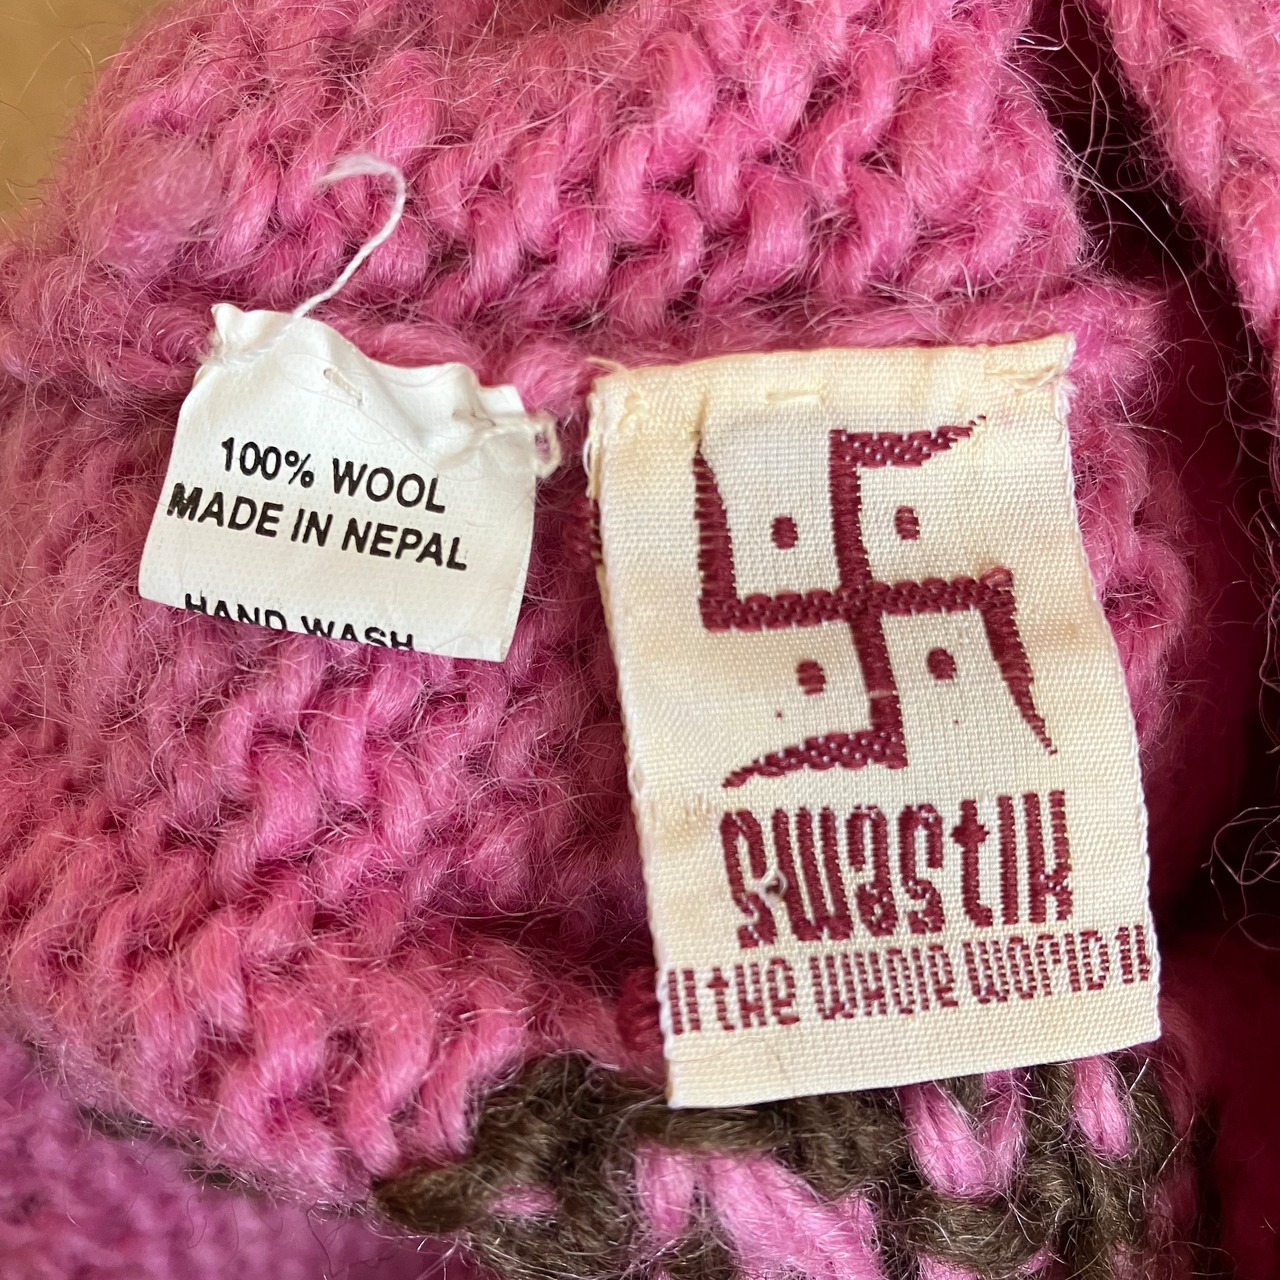 100% WOOL
MADE IN NEPAL
HAND WASH
swastik
the whole world